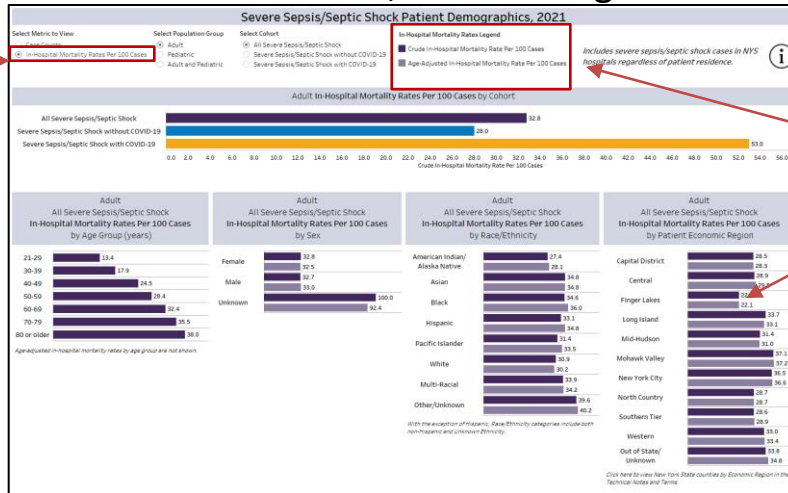 Severe Sepsis/Septic Shock Patient Demographics, 2021
Select Metric to View
Case Counts
In-Hospital Mortality Rates Per 100 Cases
Select Population Group
Adult
Pediatric
Adult and Pediatric
Select Cohort
All Severe Sepsis/Septic Shock
Severe Sepsis/Septic Shock without COVID-19
Severe Sepsis/Septic Shock with COVID-19
In-Hospital Mortality Rates Legend
Crude In-Hospital Mortality Rate Per 100 Cases
Age-Adjusted In-Hospital Mortality Rate Per 100 Cases
Includes severe sepsis/septic shock cases in NYS
hospitals regardless of patient residence.
i
Adult In-Hospital Mortality Rates Per 100 Cases by Cohort
All Severe Sepsis/Septic Shock 32.8
Severe Sepsis/Septic Shock without COVID-19 28.0
Severe Sepsis/Septic Shock with COVID-19 53.0
0.0 2.0 4.0 6.0 8.0 10.0 12.0 14.0 16.0 18.0 20.0 22.0 24.0 26.0 28.0 30.0 32.0 34.0 36.0 38.0 40.0 42.0 44.0 46.0 48.0 50.0 52.0 54.0 56.0
Crude In-Hospital Mortality Rate Per 100 Cases
Adult
All Severe Sepsis/Septic Shock
In-Hospital Mortality Rates Per 100 Cases
by Age Group (years)
21-29 13.4
30-39 17.9
40-49 24.5
50-59 28.4
60-69 32.4
70-79 35.5
80 or older 38.0
Age-adjusted in-hospital mortality rates by age group are not shown.
Adult
All Severe Sepsis/Septic Shock
In-Hospital Mortality Rates Per 100 Cases
by Sex
Female 32.8
32.5
Male 32.7
33.0
Unknown 100.0
92.4
Adult
All Severe Sepsis/Septic Shock
In-Hospital Mortality Rates Per 100 Cases
by Race/Ethnicity
American Indian/ 27.4
Alaska Native 28.1
Asian 34.8
34.8
Black 34.6
36.0
Hispanic 33.1
34.8
Pacific Islander 31.4
33.5
White 30.9
30.2
Multi-Racial 33.9
34.2
Other/Unknown 39.6
40.2
With the exception of Hispanic, Race/Ethnicity categories include both
non-Hispanic and Unknown Ethnicity.
Adult
All Severe Sepsis/Septic Shock
In-Hospital Mortality Rates Per 100 Cases
by Patient Economic Region
Capital District 28.5
28.5
Central 28.9
Finger Lakes
22.1
Long Island 33.7
33.1
Mid-Hudson 31.4
31.0
Mohawk Valley 37.1
37.2
New York City 36.5
36.6
North Country 28.7
28.7
Southern Tier 28.6
28.9
Western 33.0
33.4
Out of State/ 33.8
Unknown 34.8
Click here to view New York State counties by Economic Region in the
Technical Notes and Terms.